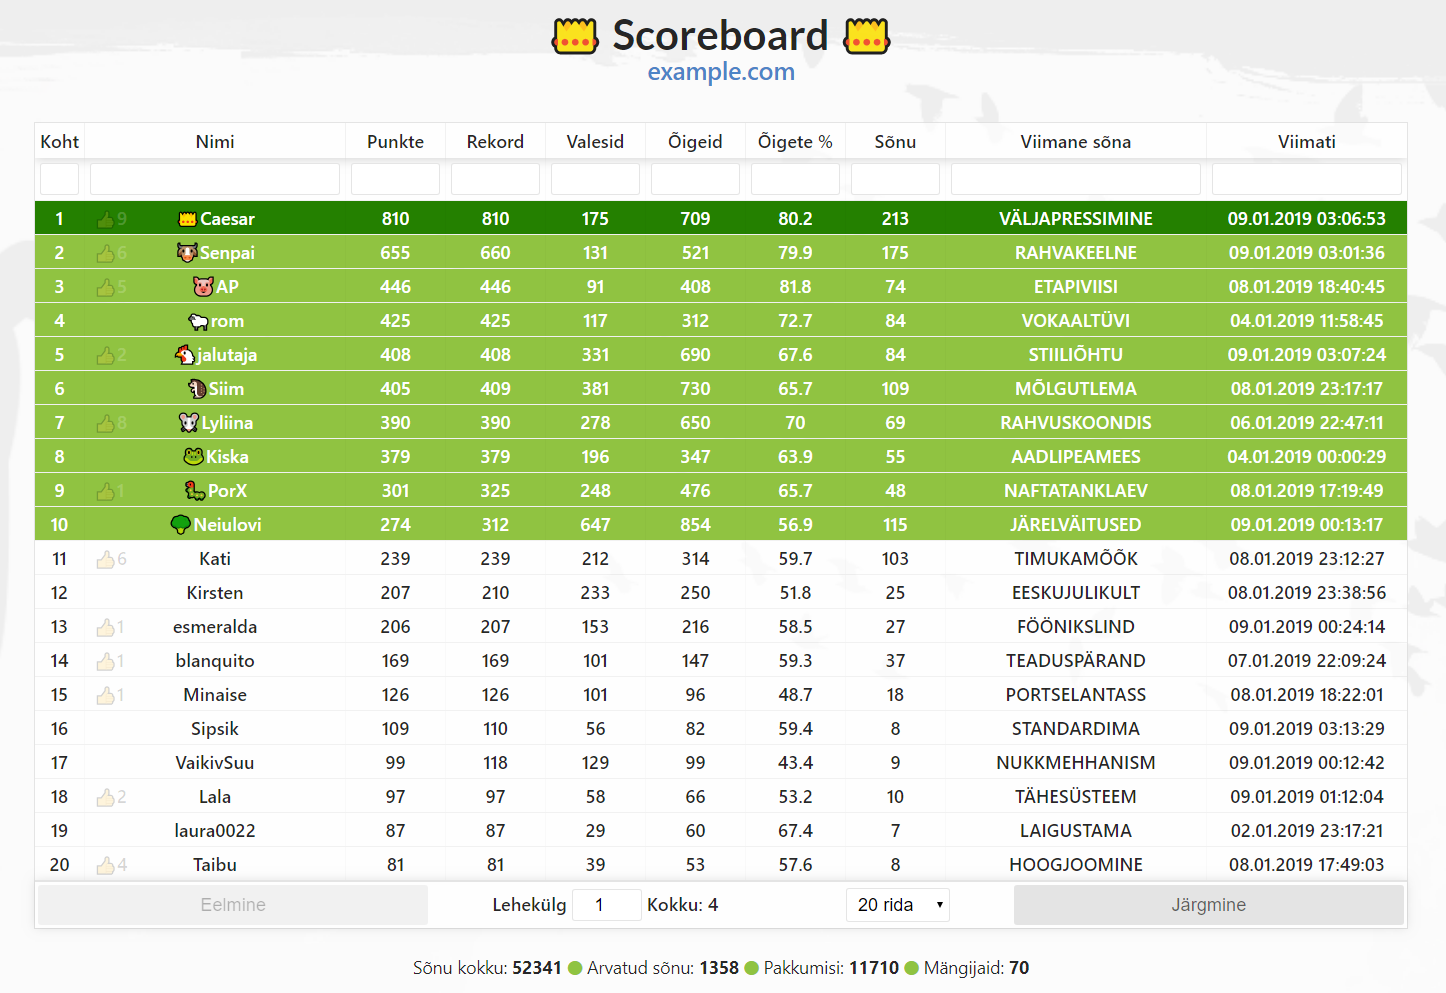 Scoreboard
example.com
Koht Nimi Punkte Rekord Valesid Õigeid Õigete % Sõnu Viimane sõna Viimati
1 9 Caesar 810 810 175 709 80.2 213 VÄLJAPRESSIMINE 09.01.2019 03:06:53
2 6 Senpai 655 660 131 521 79.9 175 RAHVAKEELNE 09.01.2019 03:01:36
3 5 AP 446 446 91 408 81.8 74 ETAPIVIISI 08.01.2019 18:40:45
4 rom 425 425 117 312 72.7 84 VOKAALTÜVI 04.01.2019 11:58:45
5 2 jalutaja 408 408 331 690 67.6 84 STIILIÕHTU 09.01.2019 03:07:24
6 Siim 405 409 381 730 65.7 109 MÕLGUTLEMA 08.01.2019 23:17:17
7 8 Lyliina 390 390 278 650 70 69 RAHVUSKOONDIS 06.01.2019 22:47:11
8 Kiska 379 379 196 347 63.9 55 AADLIPEAMEES 04.01.2019 00:00:29
9 1 PorX 301 325 248 476 65.7 48 NAFTATANKLAEV 08.01.2019 17:19:49
10 Neiulovi 274 312 647 854 56.9 115 JÄRELVÄITUSED 09.01.2019 00:13:17
11 6 Kati 239 239 212 314 59.7 103 TIMUKAMÕÕK 08.01.2019 23:12:27
12 Kirsten 207 210 233 250 51.8 25 EESKUJULIKULT 08.01.2019 23:38:56
13 1 esmeralda 206 207 153 216 58.5 27 FÖÖNIKSLIND 09.01.2019 00:24:14
14 1 blanquito 169 169 101 147 59.3 37 TEADUSPÄRAND 07.01.2019 22:09:24
15 1 Minaise 126 126 101 96 48.7 18 PORTSELANTASS 08.01.2019 18:22:01
16 Sipsik 109 110 56 82 59.4 8 STANDARDIMA 09.01.2019 03:13:29
17 VaikivSuu 99 118 129 99 43.4 9 NUKKMEHHANISM 09.01.2019 00:12:42
18 2 Lala 97 97 58 66 53.2 10 TÄHESÜSTEEM 09.01.2019 01:12:04
19 laura0022 87 87 29 60 67.4 7 LAIGUSTAMA 02.01.2019 23:17:21
20 4 Taibu 81 81 39 53 57.6 8 HOOGJOOMINE 08.01.2019 17:49:03
Eelmine Lehekülg 1 Kokku: 4 20 rida Järgmine
Sõnu kokku: 52341 Arvatud sõnu: 1358 Pakkumisi: 11710 Mängijaid: 70